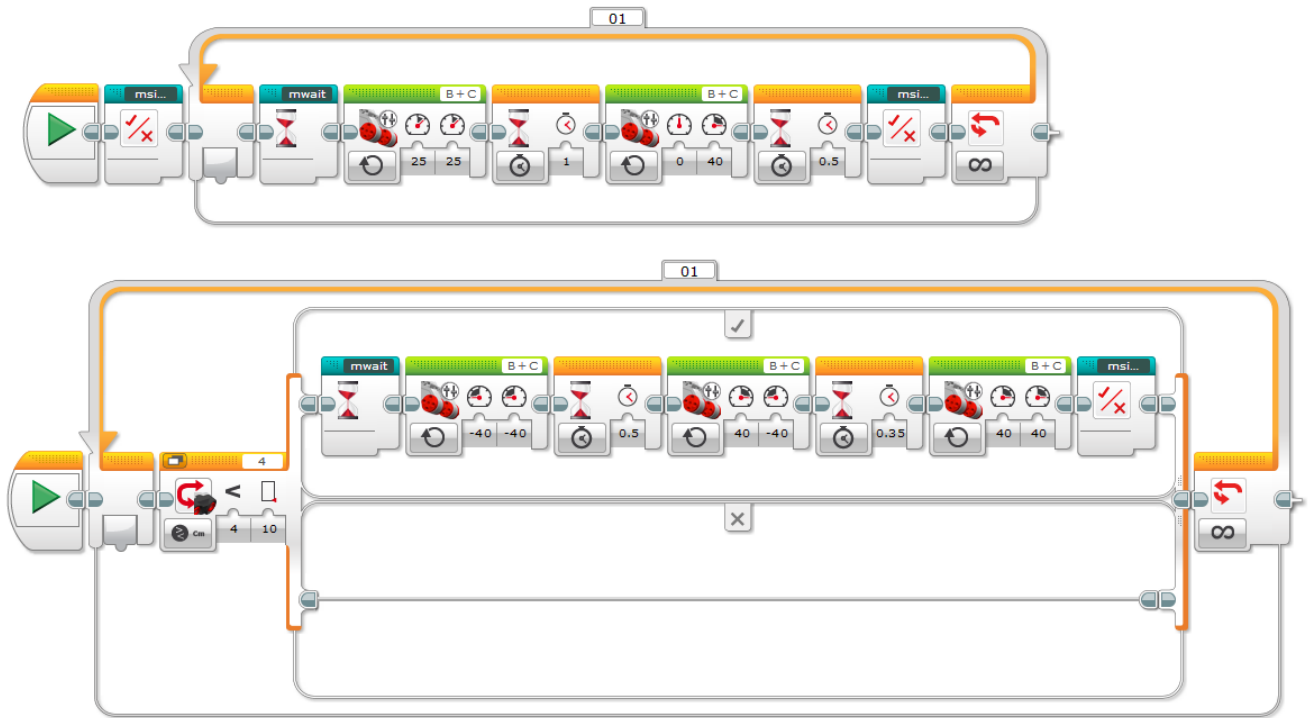 01
msi... mwait B+C B+C msi...
25 25 1 0 40 0.5 ∞
01
mwait B+C B+C B+C msi...
-40 -40 0.5 40 -40 0.35 40 40
4
<
Cm 4 10 ∞